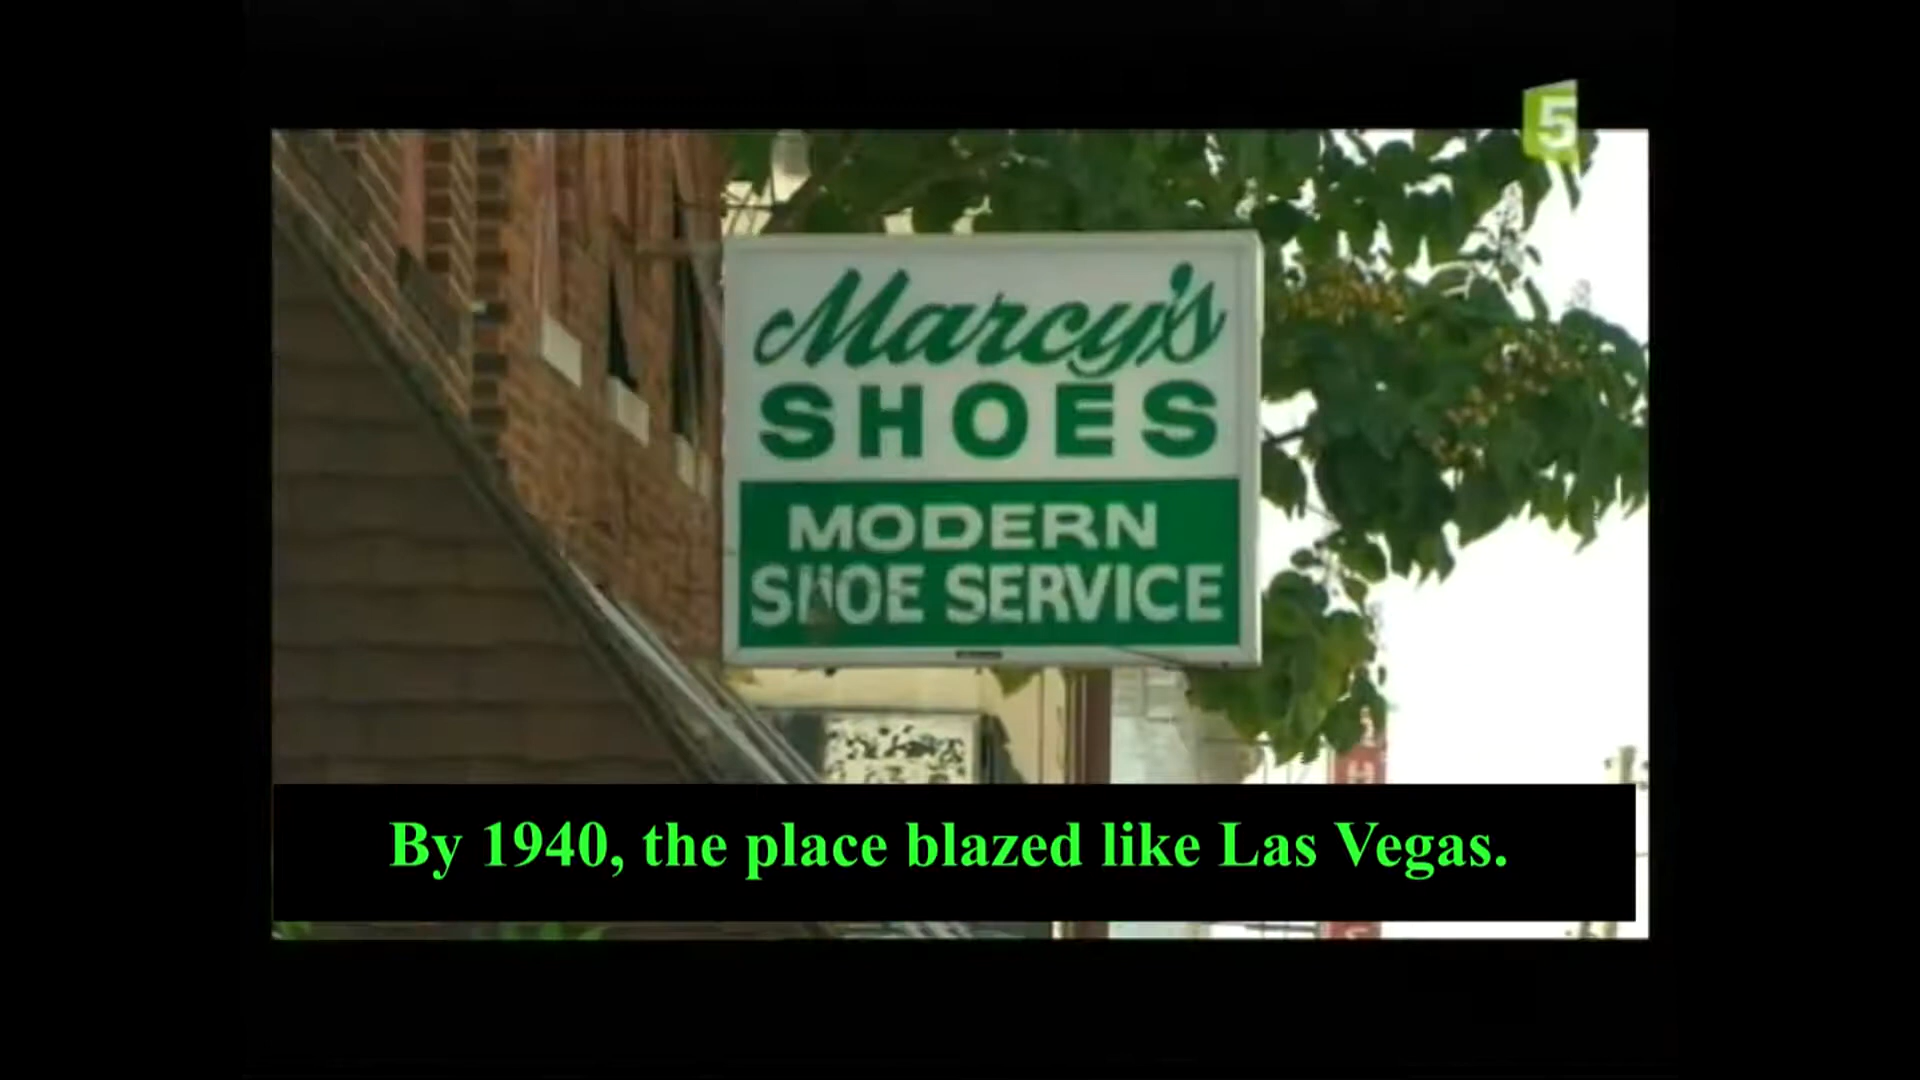 5
Marcy's
SHOES
MODERN
SHOE SERVICE
By 1940, the place blazed like Las Vegas.